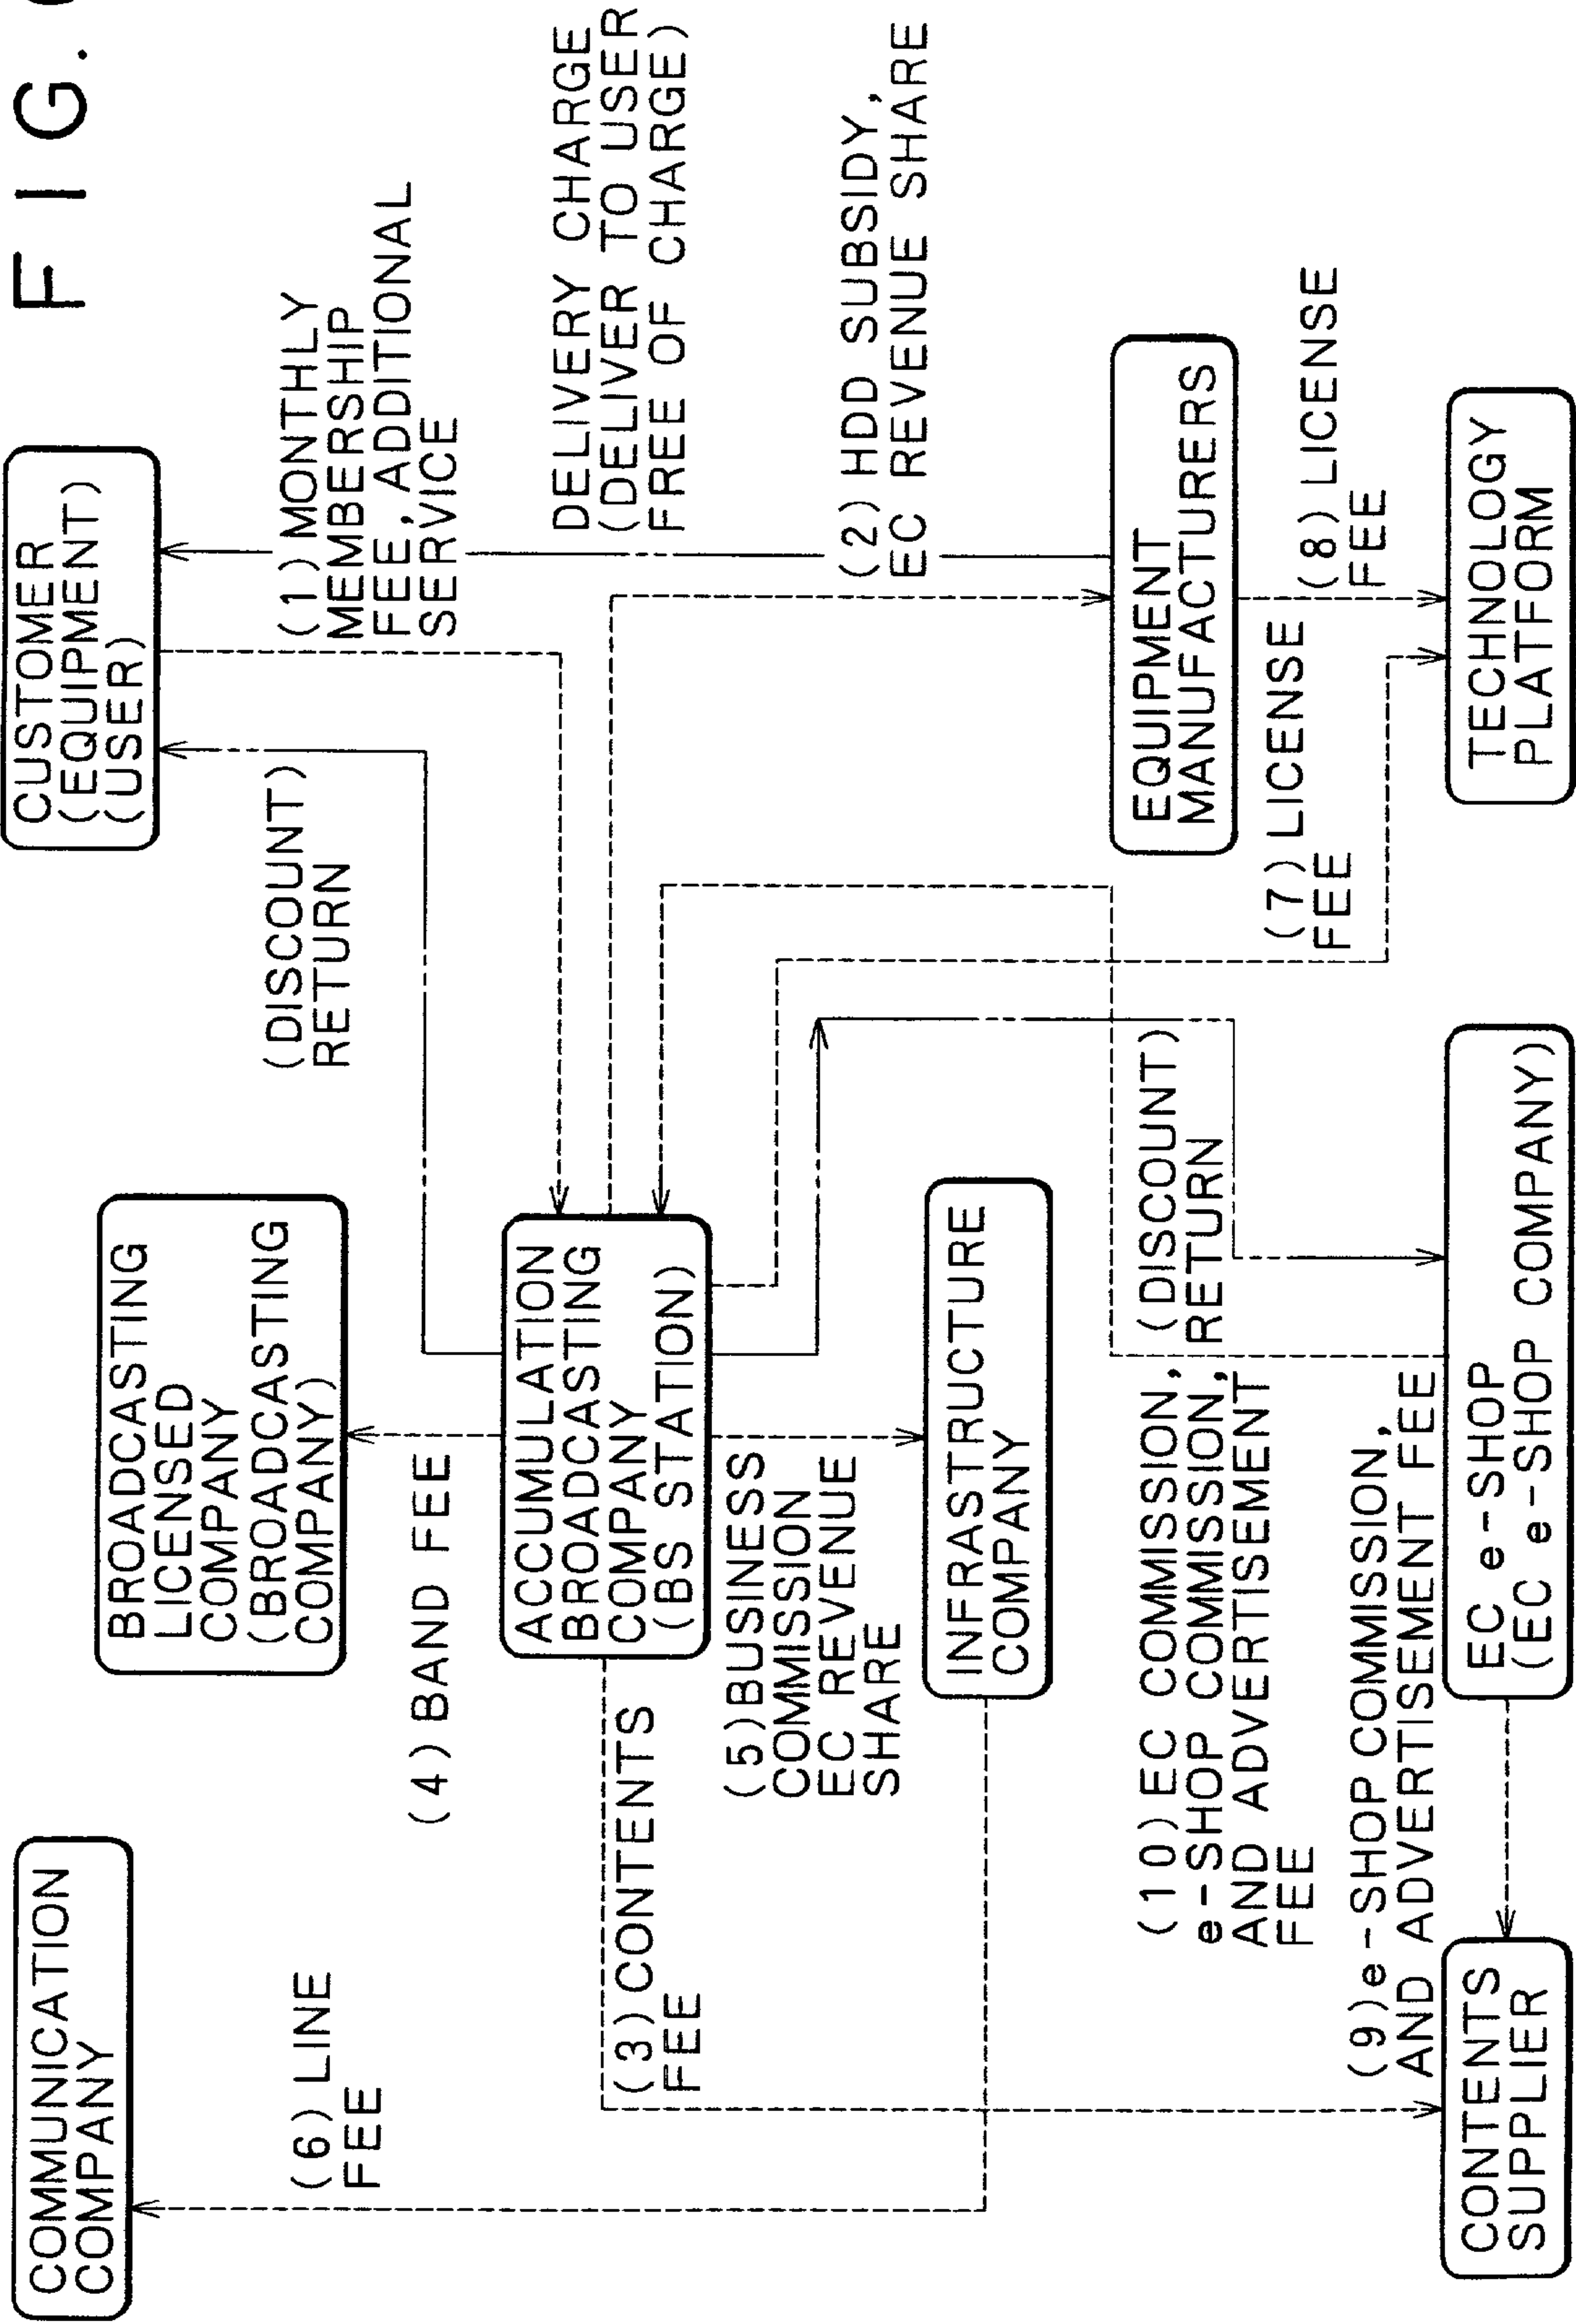 FIG.
COMMUNICATION
COMPANY
BROADCASTING
LICENSED
COMPANY
(BROADCASTING
COMPANY)
CUSTOMER
(EQUIPMENT)
(USER)
(6) LINE
FEE
(4) BAND FEE
(DISCOUNT)
RETURN
(1) MONTHLY
MEMBERSHIP
FEE, ADDITIONAL
SERVICE
ACCUMULATION
BROADCASTING
COMPANY
(BS STATION)
DELIVERY CHARGE
(DELIVER TO USER
FREE OF CHARGE)
(3) CONTENTS
FEE
(5) BUSINESS
COMMISSION
EC REVENUE
SHARE
(2) HDD SUBSIDY,
EC REVENUE SHARE
INFRASTRUCTURE
COMPANY
EQUIPMENT
MANUFACTURERS
(10) EC COMMISSION,
e-SHOP COMMISSION,
AND ADVERTISEMENT
FEE
(DISCOUNT)
RETURN
(7) LICENSE
FEE
(8) LICENSE
FEE
(9) e-SHOP COMMISSION,
AND ADVERTISEMENT FEE
CONTENTS
SUPPLIER
EC e-SHOP
(EC e-SHOP COMPANY)
TECHNOLOGY
PLATFORM